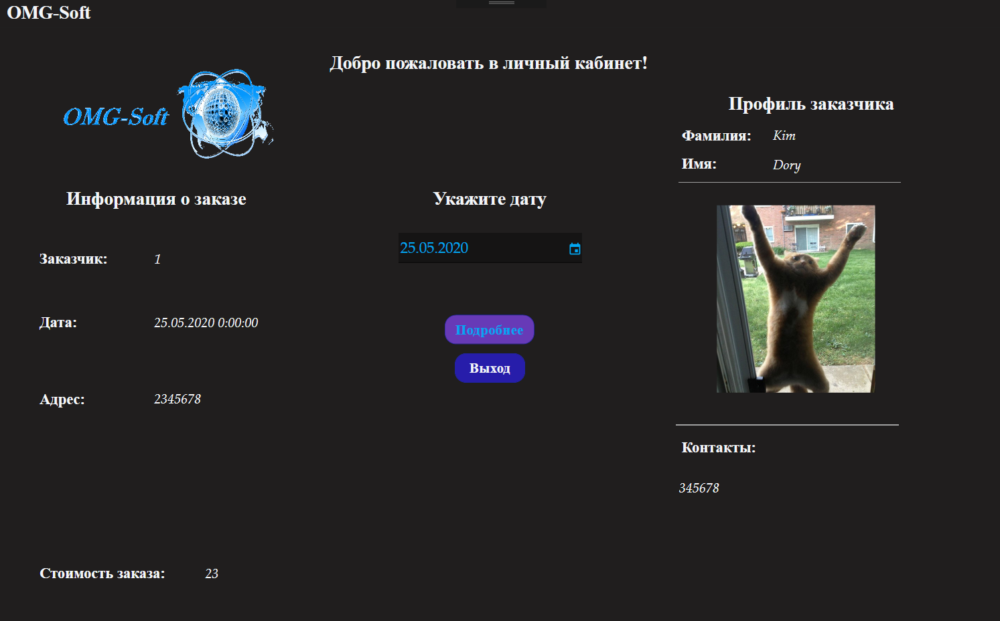 OMG-Soft
Добро пожаловать в личный кабинет!
OMG-Soft
Профиль заказчика
Фамилия: Kim
Имя: Dory
Информация о заказе
Укажите дату
Заказчик: 1
25.05.2020
Дата: 25.05.2020 0:00:00
Подробнее
Выход
Адрес: 2345678
Контакты:
345678
Стоимость заказа: 23